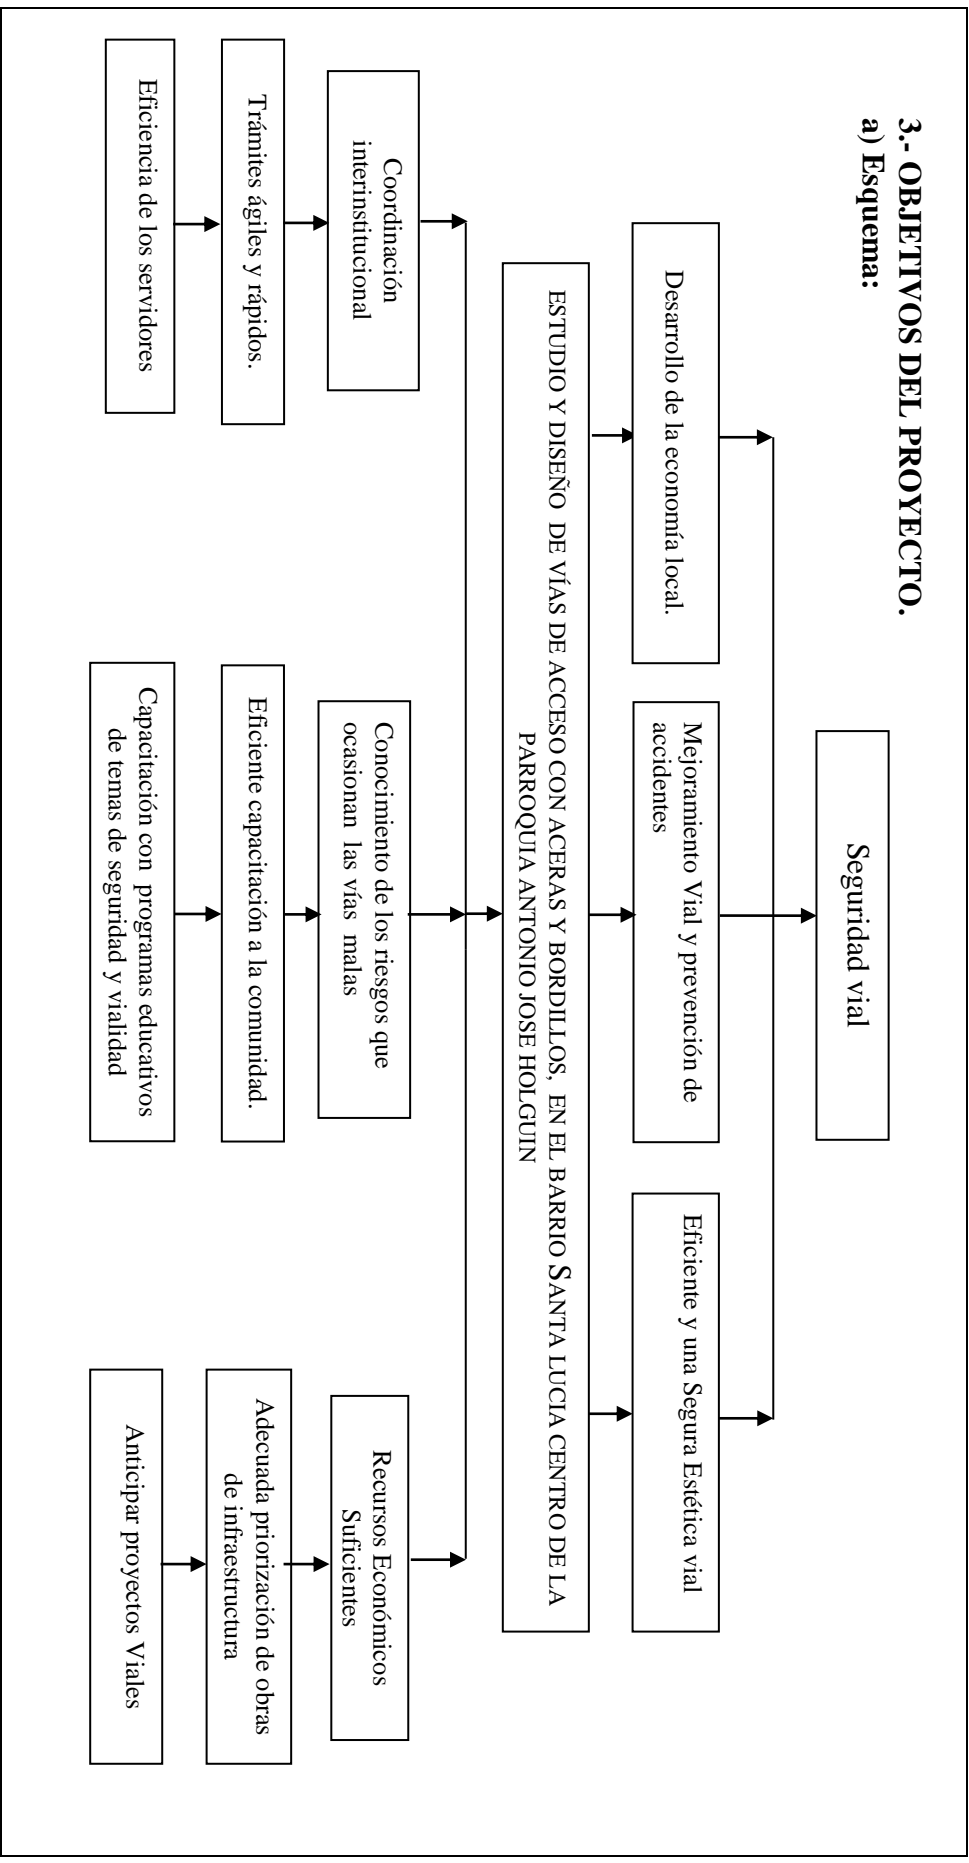 3.- OBJETIVOS DEL PROYECTO.
a) Esquema:
Seguridad vial
Desarrollo de la economía local.
Mejoramiento Vial y prevención de
accidentes
Eficiente y una Segura Estética vial
ESTUDIO Y DISEÑO DE VÍAS DE ACCESO CON ACERAS Y BORDILLOS, EN EL BARRIO SANTA LUCIA CENTRO DE LA
PARROQUIA ANTONIO JOSE HOLGUIN
Coordinación
interinstitucional
Conocimiento de los riesgos que
ocasionan las vías malas
Recursos Económicos
Suficientes
Trámites ágiles y rápidos.
Eficiente capacitación a la comunidad.
Adecuada priorización de obras
de infraestructura
Eficiencia de los servidores
Capacitación con programas educativos
de temas de seguridad y vialidad
Anticipar proyectos Viales